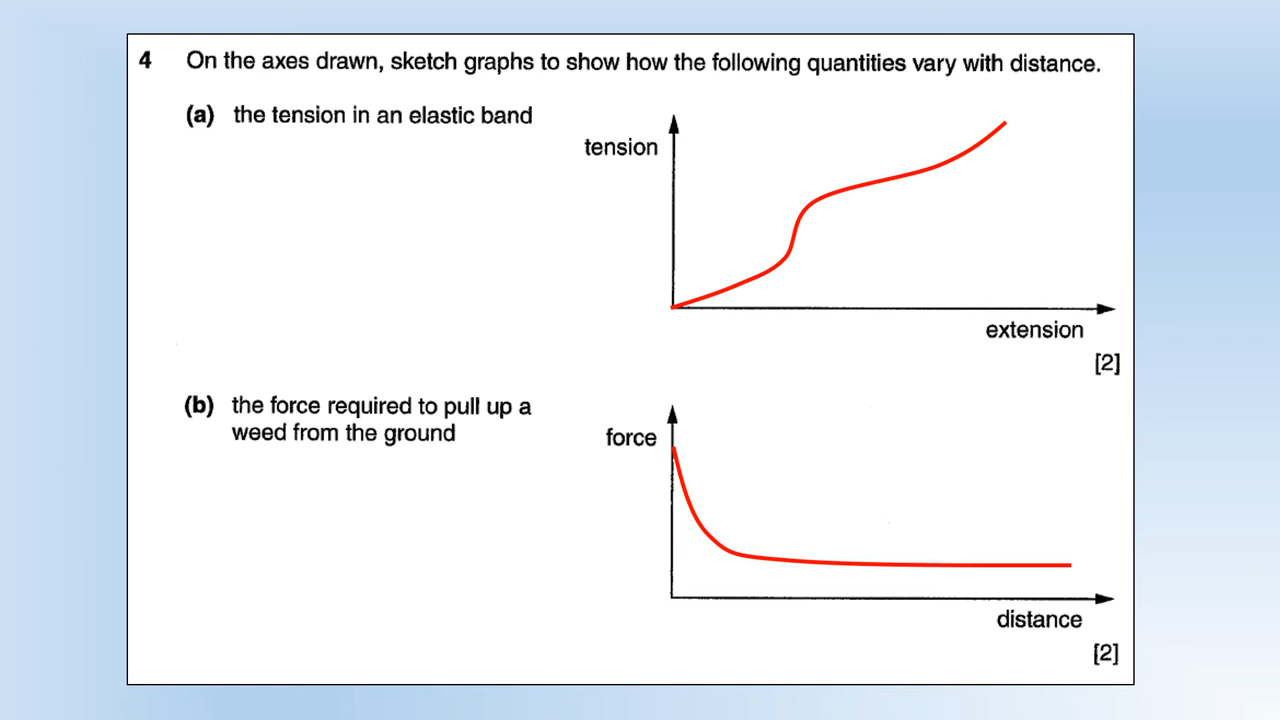 4 On the axes drawn, sketch graphs to show how the following quantities vary with distance.
(a) the tension in an elastic band
tension
extension
[2]
(b) the force required to pull up a
weed from the ground
force
distance
[2]